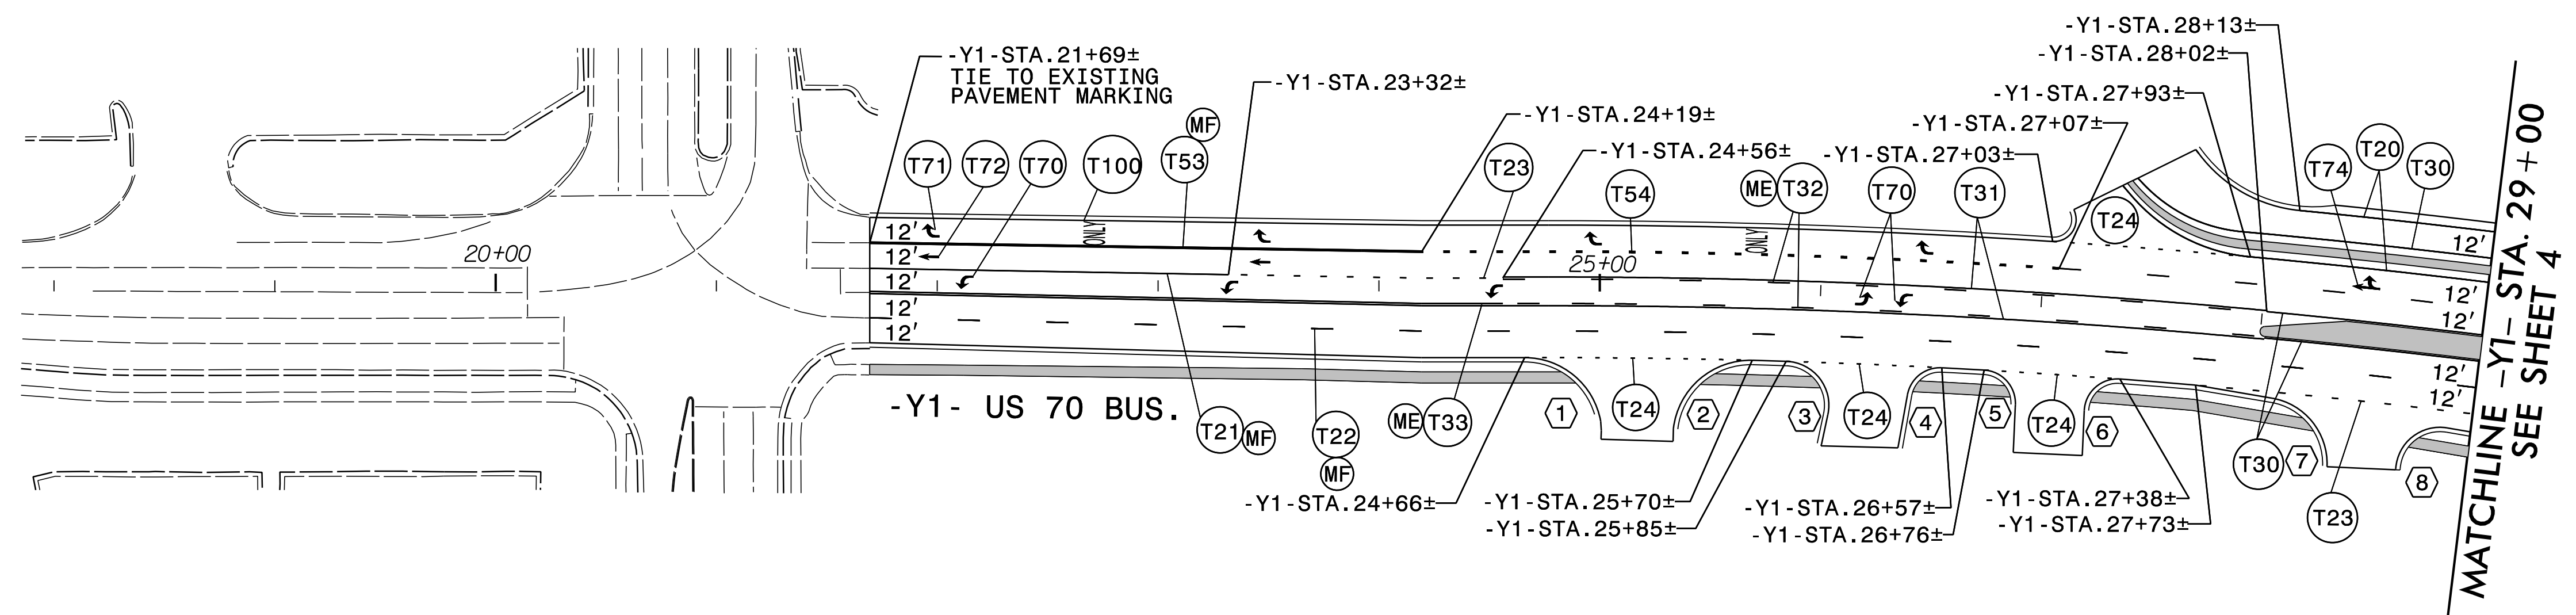 -Y1-STA.28+13±
-Y1-STA.28+02±
-Y1-STA.21+69±
TIE TO EXISTING
PAVEMENT MARKING
-Y1-STA.23+32±
-Y1-STA.24+19±
-Y1-STA.27+93±
-Y1-STA.27+07±
-Y1-STA.24+56±
-Y1-STA.27+03±
MF
T71
T72
T70
T100
T53
T23
T54
ME
T32
T70
T31
T24
T74
T20
T30
12'
ONLY
12'
12'
12'
12'
ONLY
20+00
25+00
12'
12'
12'
12'
12'
-Y1- US 70 BUS.
T21
MF
T22
MF
ME
T33
1
T24
2
3
T24
4
5
T24
6
T30
7
T23
8
-Y1-STA.24+66±
-Y1-STA.25+70±
-Y1-STA.25+85±
-Y1-STA.26+57±
-Y1-STA.26+76±
-Y1-STA.27+38±
-Y1-STA.27+73±
MATCHLINE -Y1- STA. 29+00
SEE SHEET 4